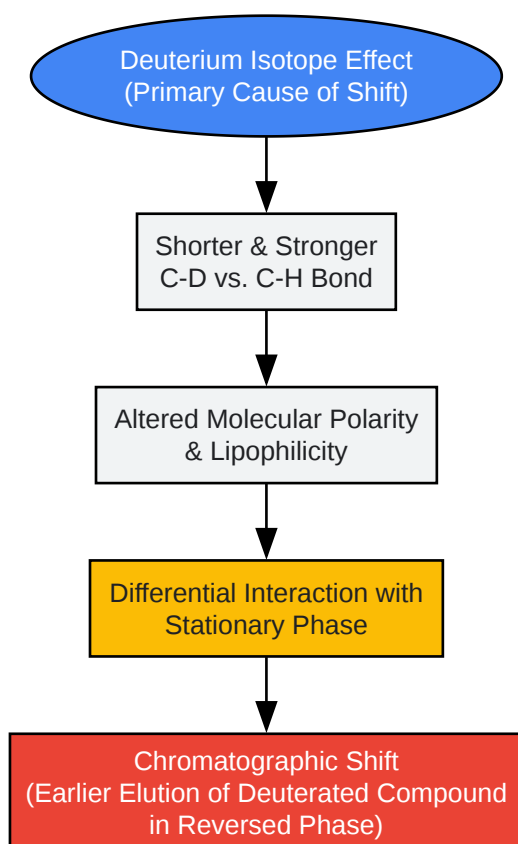 Deuterium Isotope Effect
(Primary Cause of Shift)
Shorter & Stronger
C-D vs. C-H Bond
Altered Molecular Polarity
& Lipophilicity
Differential Interaction with
Stationary Phase
Chromatographic Shift
(Earlier Elution of Deuterated Compound
in Reversed Phase)